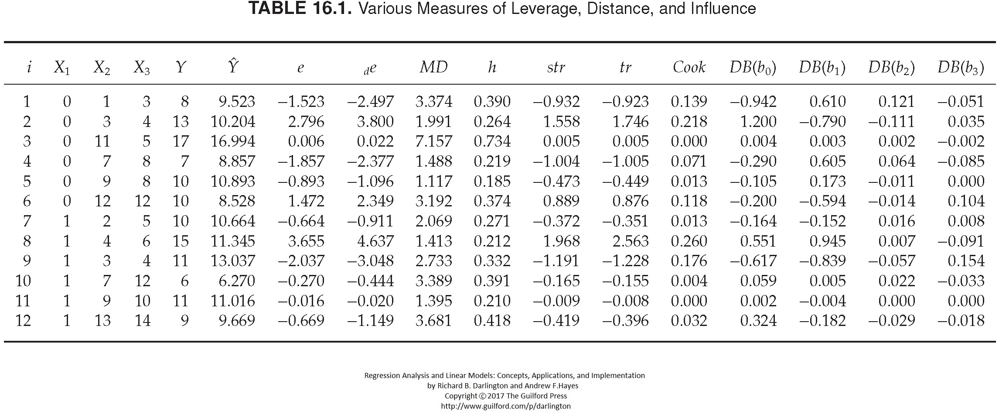 TABLE 16.1. Various Measures of Leverage, Distance, and Influence
i X₁ X₂ X₃ Y Ŷ e de MD h str tr Cook DB(b₀) DB(b₁) DB(b₂) DB(b₃)
1 0 1 3 8 9.523 −1.523 −2.497 3.374 0.390 −0.932 −0.923 0.139 −0.942 0.610 0.121 −0.051
2 0 3 4 13 10.204 2.796 3.800 1.991 0.264 1.558 1.746 0.218 1.200 −0.790 −0.111 0.035
3 0 11 5 17 16.994 0.006 0.022 7.157 0.734 0.005 0.005 0.000 0.004 0.003 0.002 −0.002
4 0 7 8 7 8.857 −1.857 −2.377 1.488 0.219 −1.004 −1.005 0.071 −0.290 0.605 0.064 −0.085
5 0 9 8 10 10.893 −0.893 −1.096 1.117 0.185 −0.473 −0.449 0.013 −0.105 0.173 −0.011 0.000
6 0 12 12 10 8.528 1.472 2.349 3.192 0.374 0.889 0.876 0.118 −0.200 −0.594 −0.014 0.104
7 1 2 5 10 10.664 −0.664 −0.911 2.069 0.271 −0.372 −0.351 0.013 −0.164 −0.152 0.016 0.008
8 1 4 6 15 11.345 3.655 4.637 1.413 0.212 1.968 2.563 0.260 0.551 0.945 0.007 −0.091
9 1 3 4 11 13.037 −2.037 −3.048 2.733 0.332 −1.191 −1.228 0.176 −0.617 −0.839 −0.057 0.154
10 1 7 12 6 6.270 −0.270 −0.444 3.389 0.391 −0.165 −0.155 0.004 0.059 0.005 0.022 −0.033
11 1 9 10 11 11.016 −0.016 −0.020 1.395 0.210 −0.009 −0.008 0.000 0.002 −0.004 0.000 0.000
12 1 13 14 9 9.669 −0.669 −1.149 3.681 0.418 −0.419 −0.396 0.032 0.324 −0.182 −0.029 −0.018
Regression Analysis and Linear Models: Concepts, Applications, and Implementation
by Richard B. Darlington and Andrew F.Hayes
Copyright © 2017 The Guilford Press
http://www.guilford.com/p/darlington